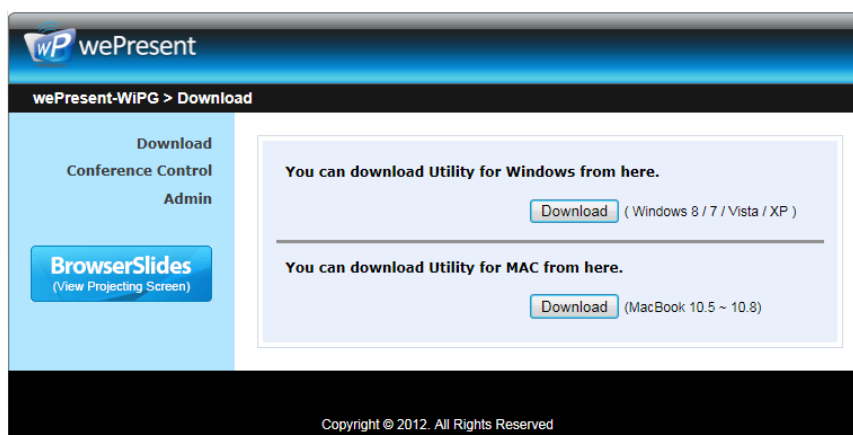 wP wePresent
wePresent-WiPG > Download
Download
Conference Control
Admin
BrowserSlides
(View Projecting Screen)
You can download Utility for Windows from here.
Download ( Windows 8 / 7 / Vista / XP )
You can download Utility for MAC from here.
Download (MacBook 10.5 ~ 10.8)
Copyright © 2012. All Rights Reserved